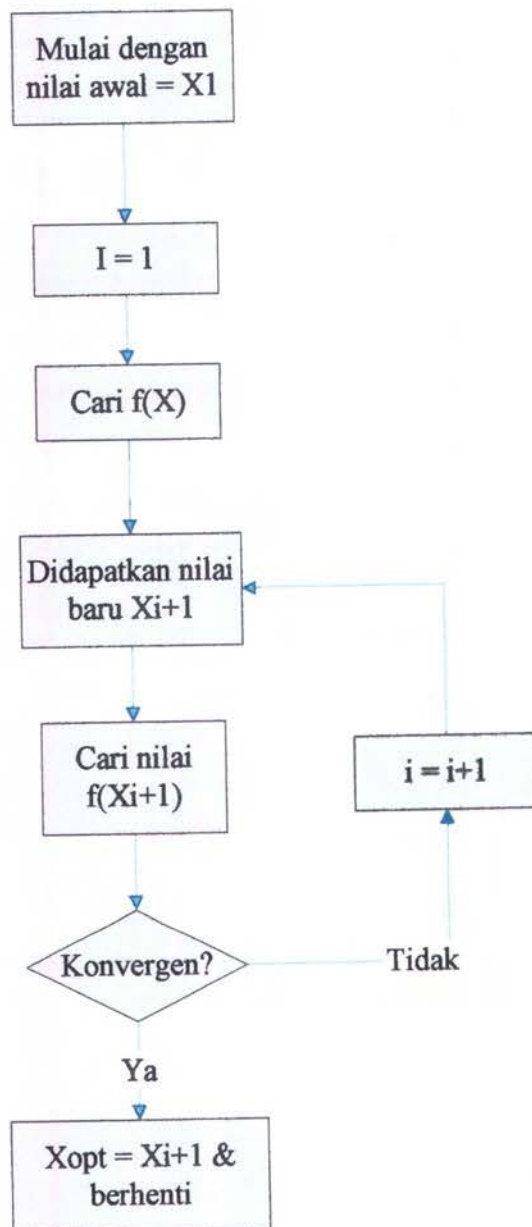 Mulai dengan
nilai awal = X1
I = 1
Cari f(X)
Didapatkan nilai
baru Xi+1
Cari nilai
f(Xi+1)
i = i+1
Konvergen?
Tidak
Ya
Xopt = Xi+1 &
berhenti